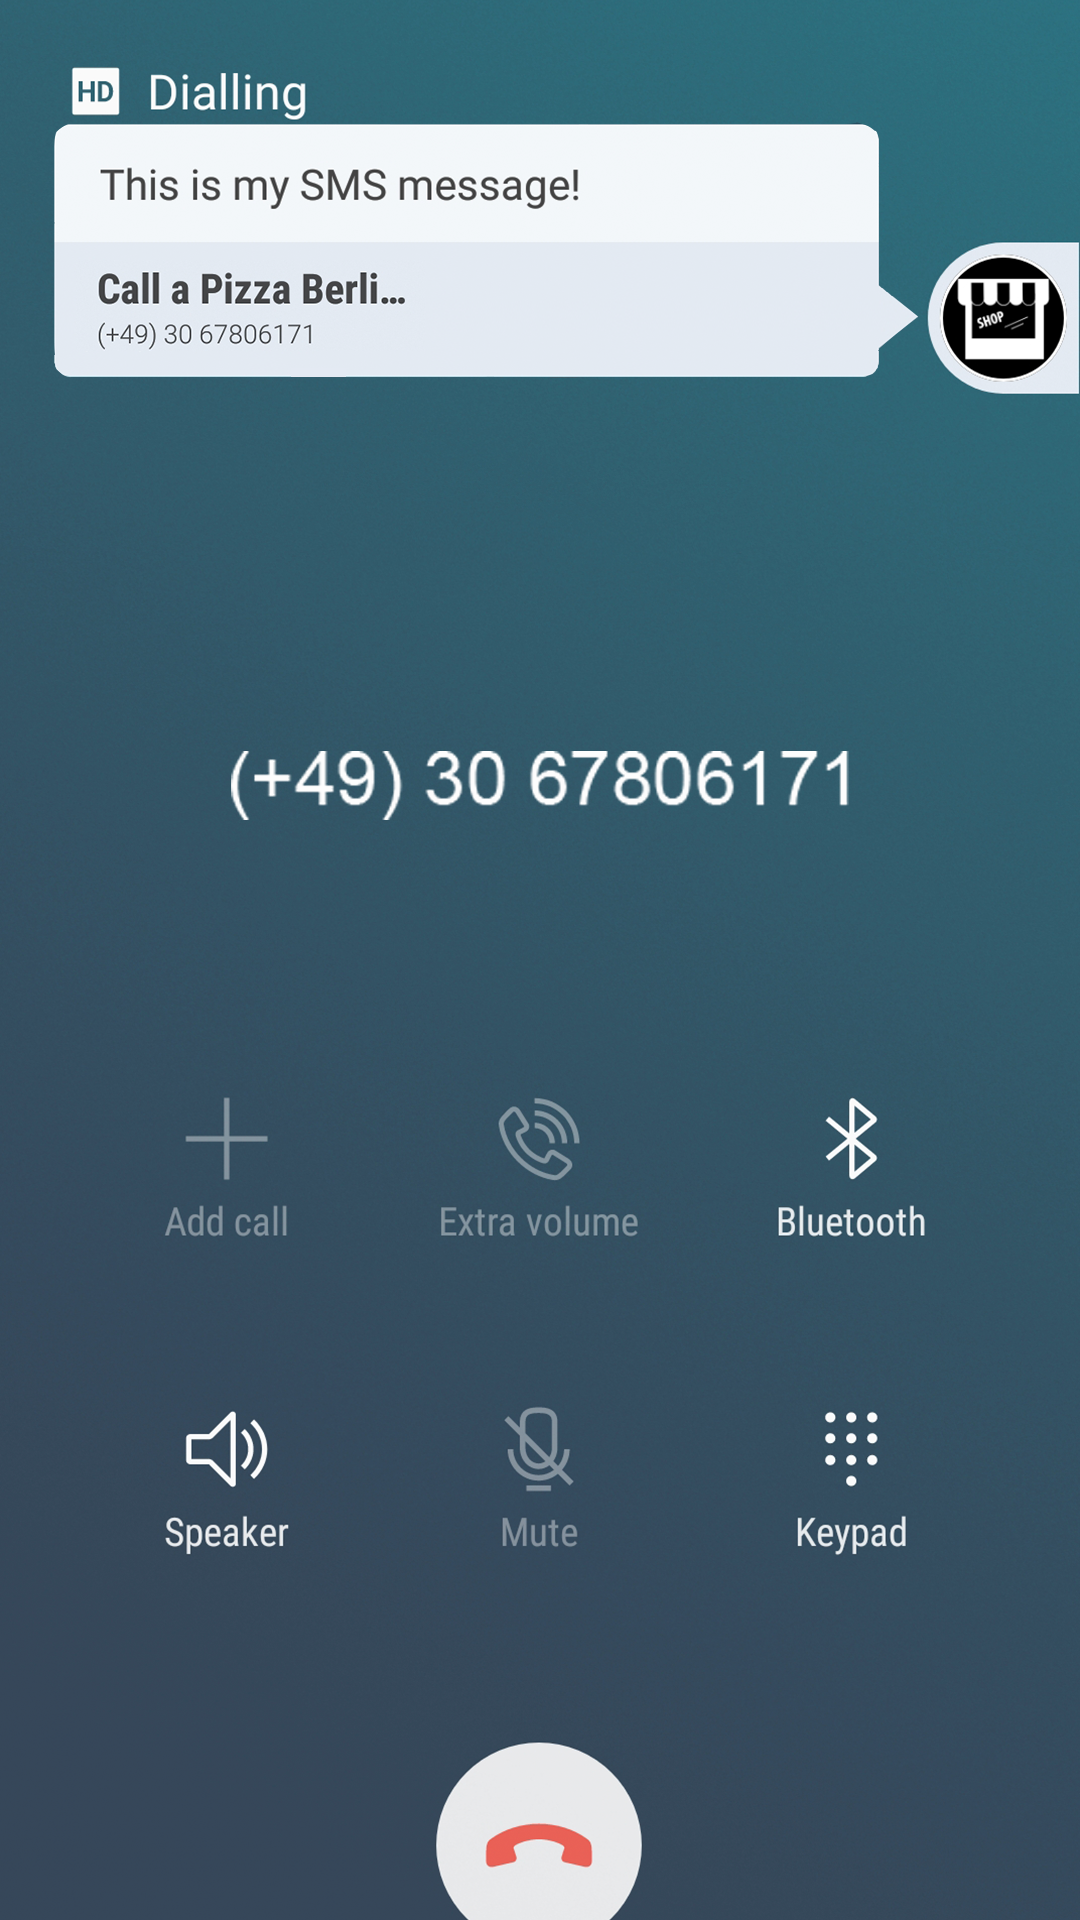 HD Dialling
This is my SMS message!
Call a Pizza Berli...
(+49) 30 67806171
SHOP
(+49) 30 67806171
Add call
Extra volume
Bluetooth
Speaker
Mute
Keypad